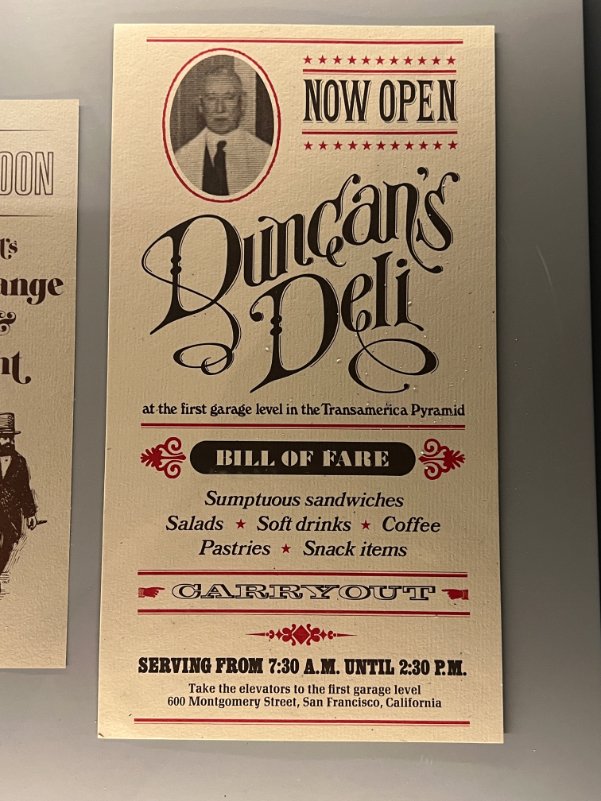 NOW OPEN
Duncan's
Deli
at the first garage level in the Transamerica Pyramid
BILL OF FARE
Sumptuous sandwiches
Salads ★ Soft drinks ★ Coffee
Pastries ★ Snack items
CARRYOUT
SERVING FROM 7:30 A.M. UNTIL 2:30 P.M.
Take the elevators to the first garage level
600 Montgomery Street, San Francisco, California